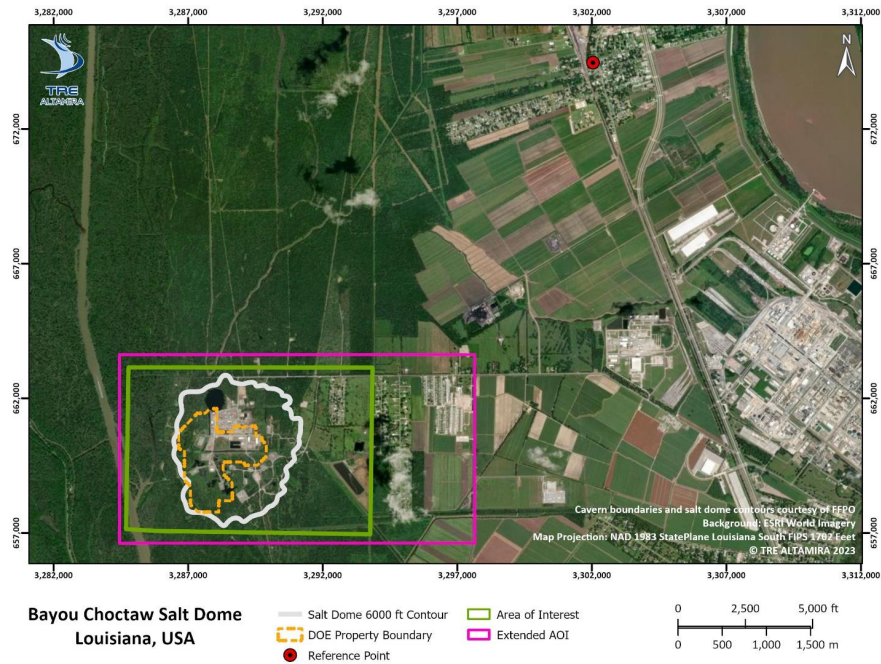 3,282,000 3,287,000 3,292,000 3,297,000 3,302,000 3,307,000 3,312,000
TRE
ALTAMIRA
N
672,000 672,000
667,000 667,000
662,000 662,000
657,000 657,000
Cavern boundaries and salt dome contours courtesy of FFPO
Background: ESRI World Imagery
Map Projection: NAD 1983 StatePlane Louisiana South FIPS 1702 Feet
© TRE ALTAMIRA 2023
3,282,000 3,287,000 3,292,000 3,297,000 3,302,000 3,307,000 3,312,000
Bayou Choctaw Salt Dome
Louisiana, USA
Salt Dome 6000 ft Contour
DOE Property Boundary
Reference Point
Area of Interest
Extended AOI
0 2,500 5,000 ft
0 500 1,000 1,500 m